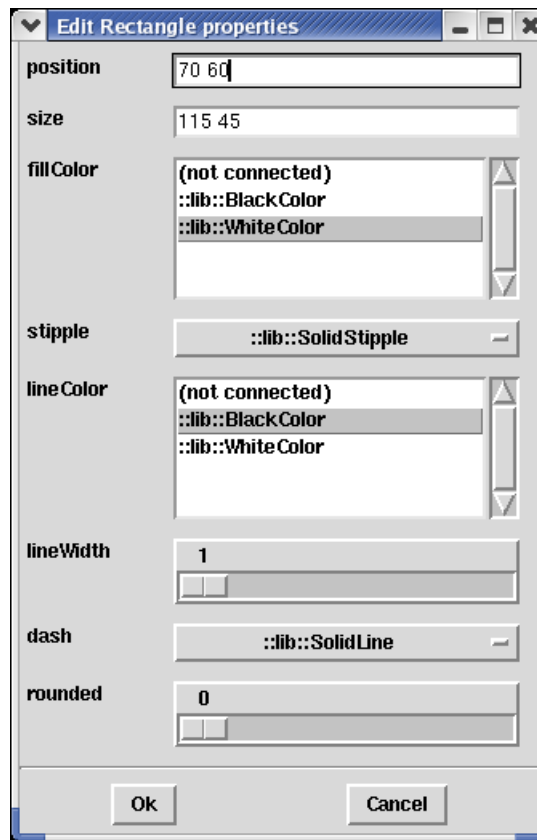 Edit Rectangle properties
position
70 60
size
115 45
fillColor
(not connected)
::lib::BlackColor
::lib::WhiteColor
stipple
::lib::SolidStipple
lineColor
(not connected)
::lib::BlackColor
::lib::WhiteColor
lineWidth
1
dash
::lib::SolidLine
rounded
0
Ok
Cancel